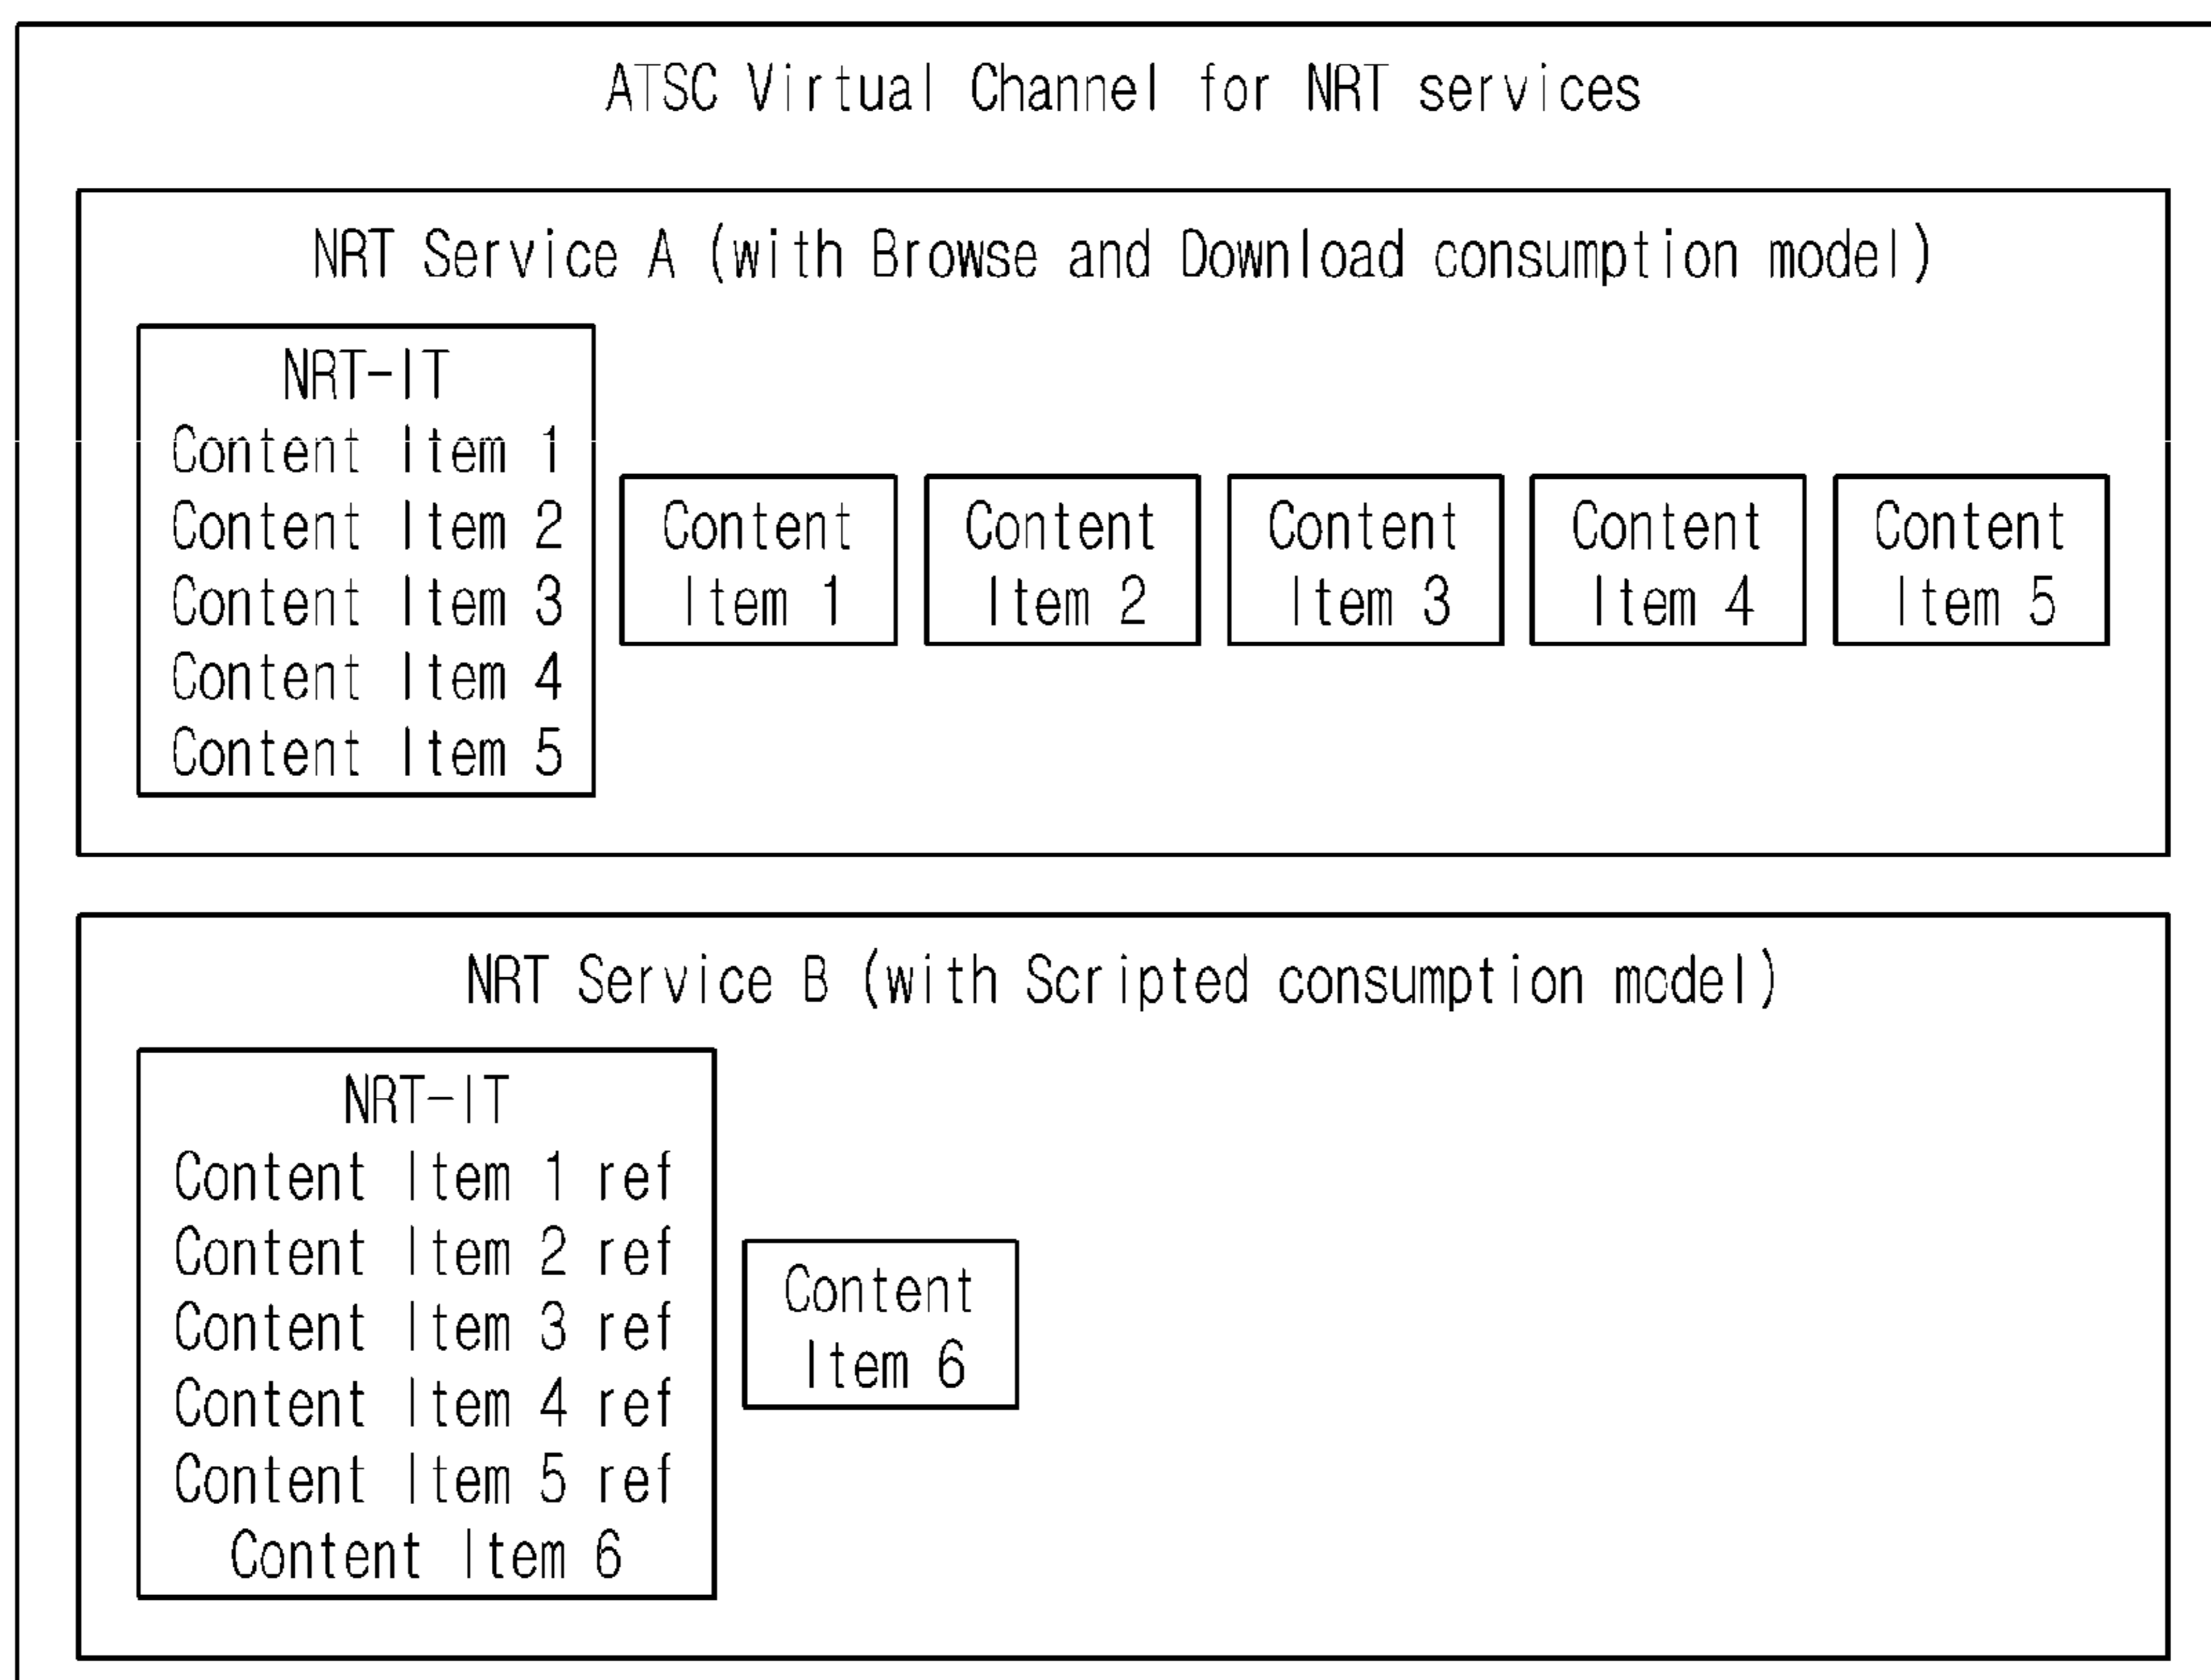 ATSC Virtual Channel for NRT services
NRT Service A (with Browse and Download consumption model)
NRT-IT
Content Item 1
Content Item 2
Content Item 3
Content Item 4
Content Item 5
Content
Item 1
Content
Item 2
Content
Item 3
Content
Item 4
Content
Item 5
NRT Service B (with Scripted consumption model)
NRT-IT
Content Item 1 ref
Content Item 2 ref
Content Item 3 ref
Content Item 4 ref
Content Item 5 ref
Content Item 6
Content
Item 6